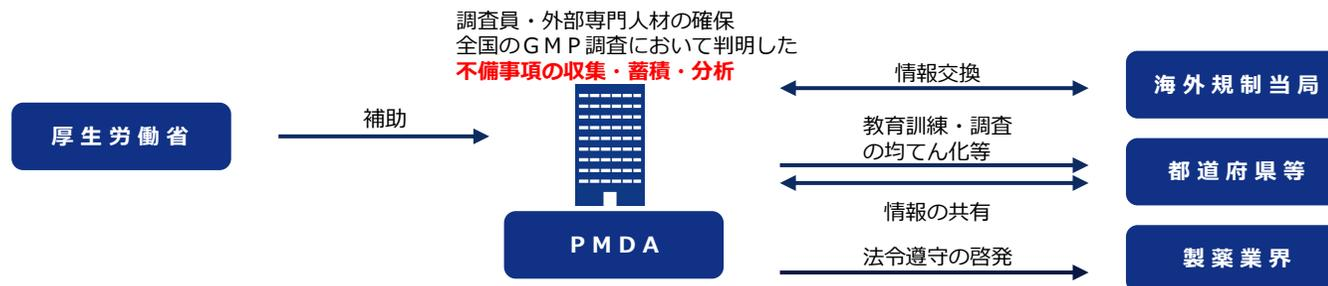 調査員・外部専門人材の確保
全国のＧＭＰ調査において判明した
不備事項の収集・蓄積・分析
厚生労働省
補助
PMDA
情報交換
教育訓練・調査
の均てん化等
情報の共有
法令遵守の啓発
海外規制当局
都道府県等
製薬業界